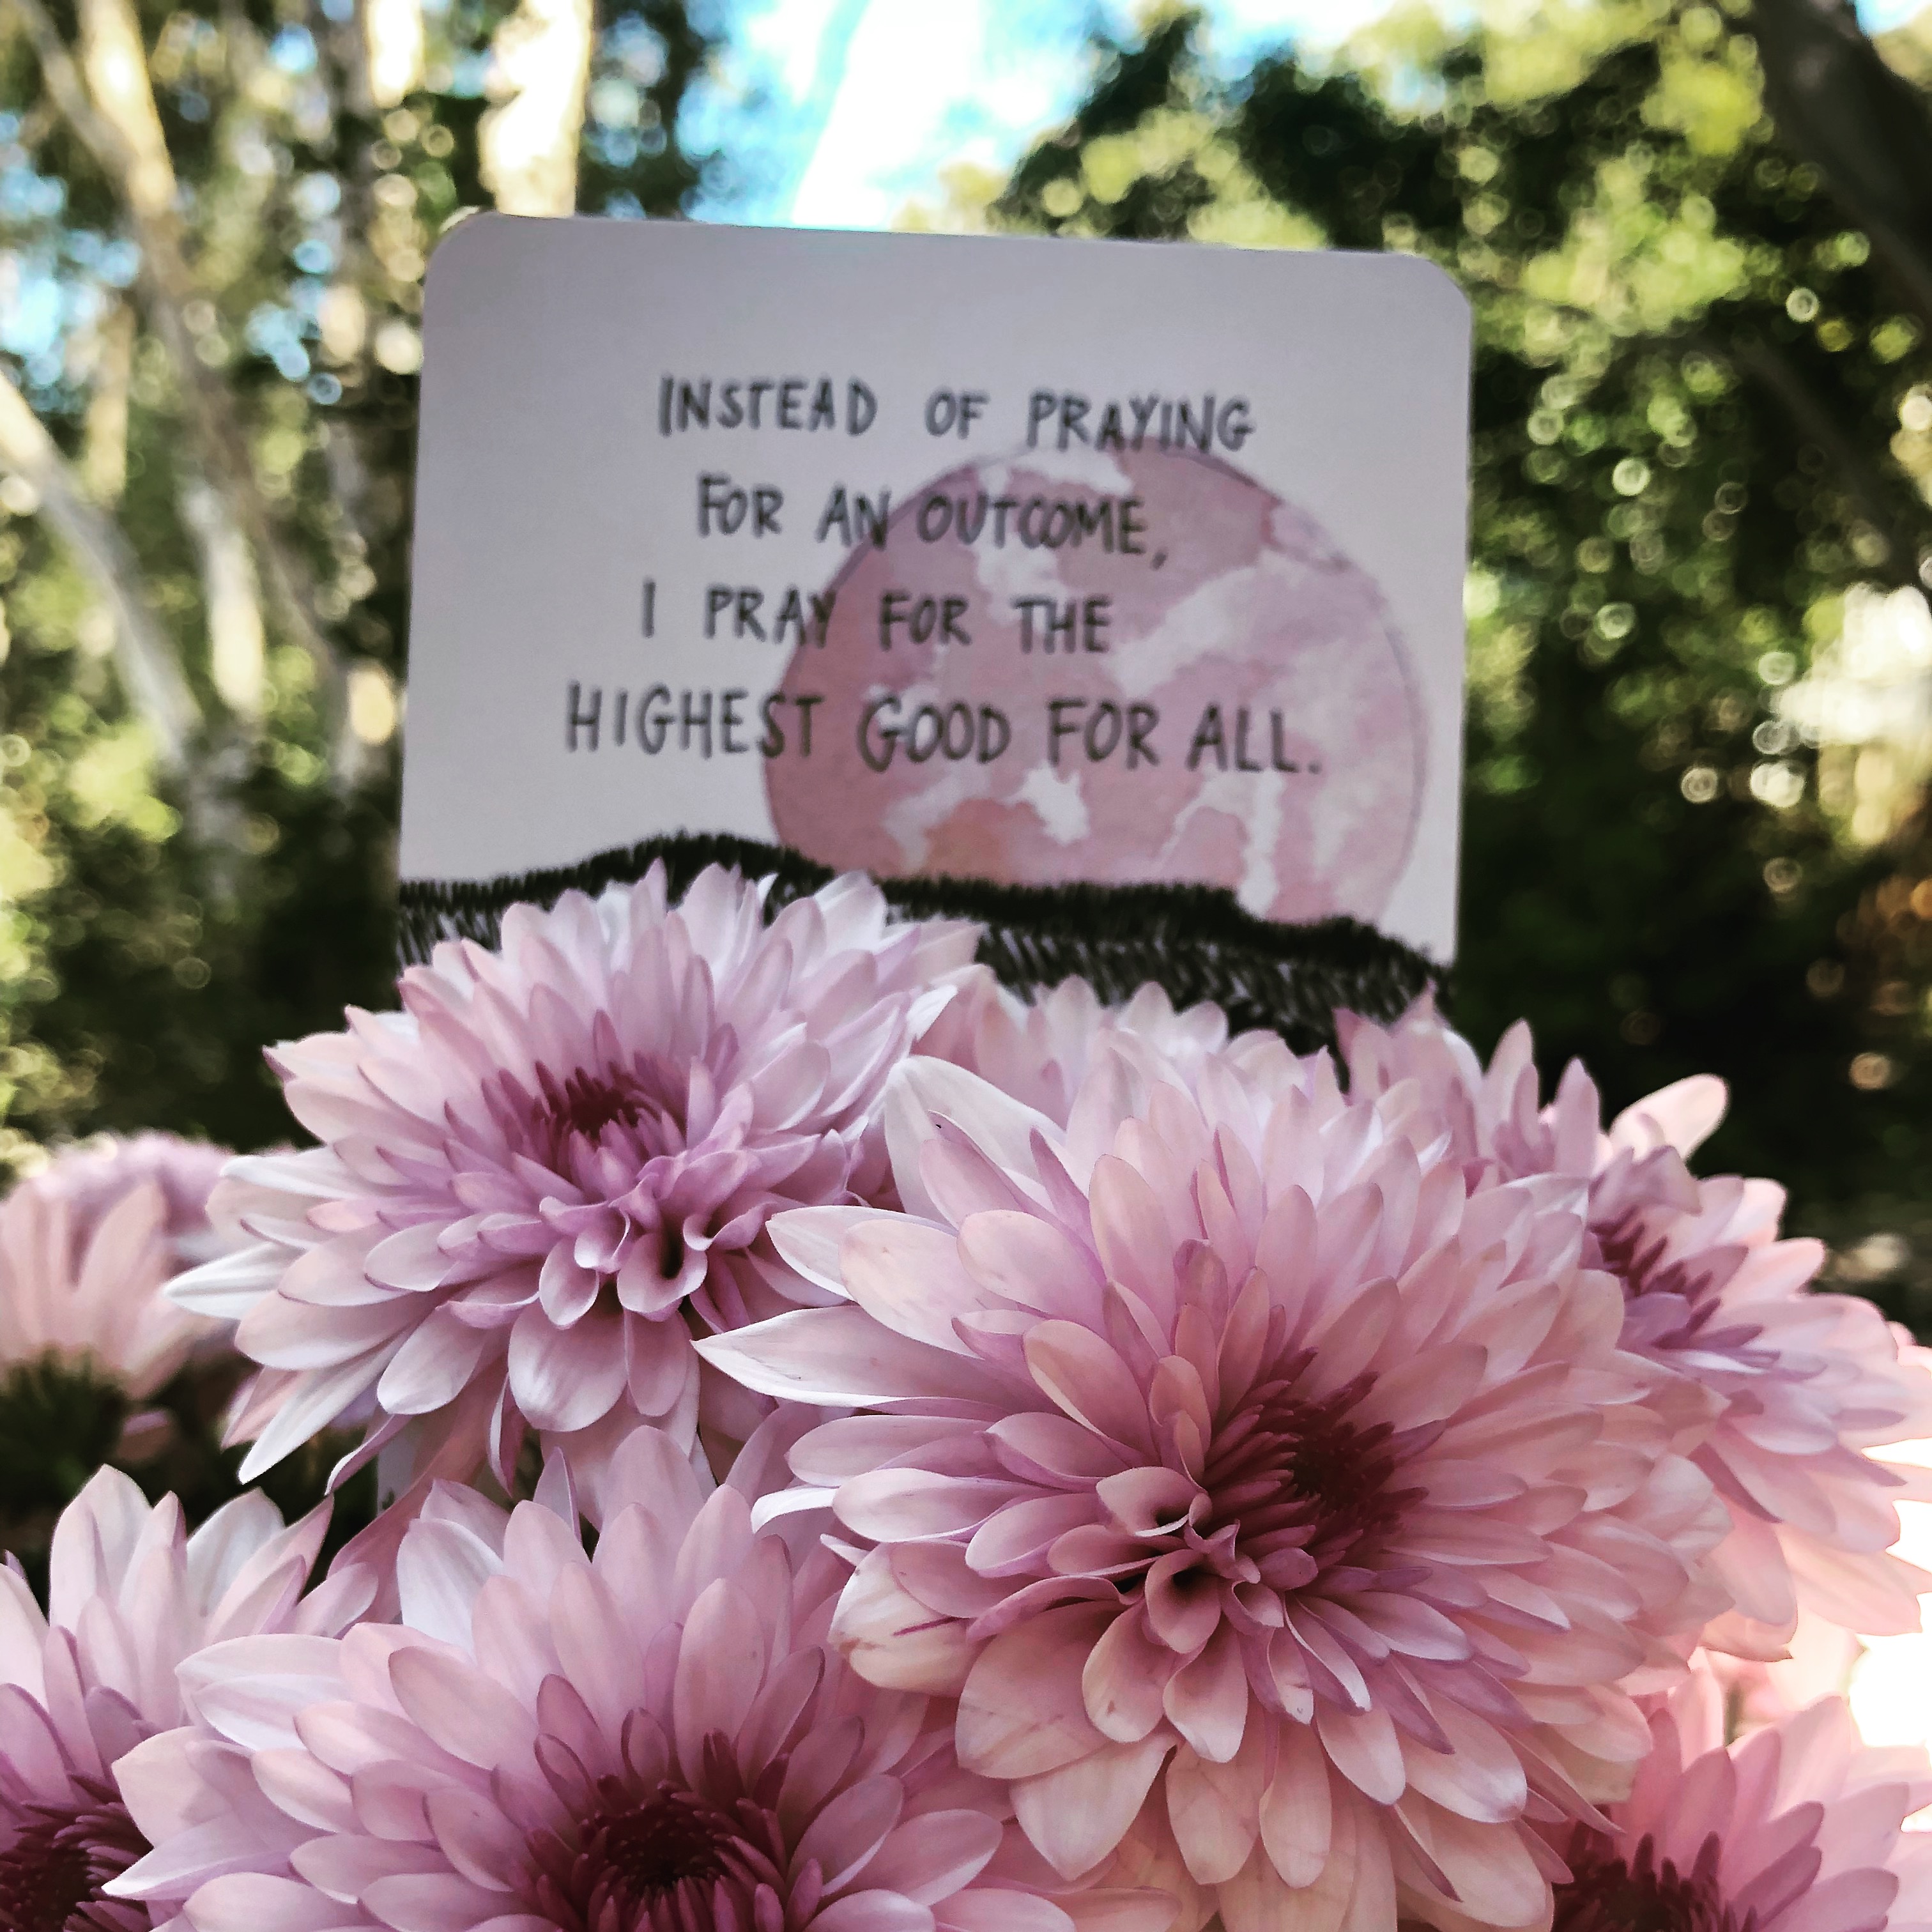 INSTEAD OF PRAYING
FOR AN OUTCOME,
I PRAY FOR THE
HIGHEST GOOD FOR ALL.